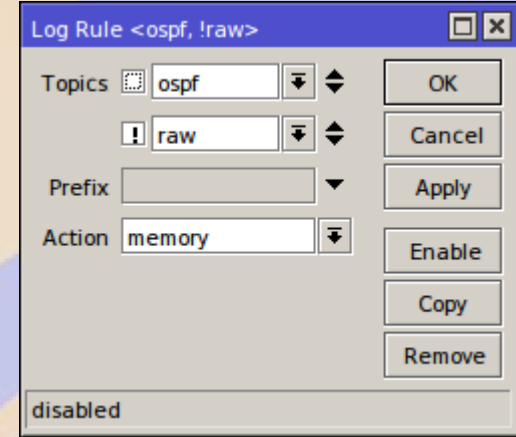 Log Rule <ospf, !raw>
Topics ospf OK
! raw Cancel
Prefix Apply
Action memory
Enable
Copy
Remove
disabled